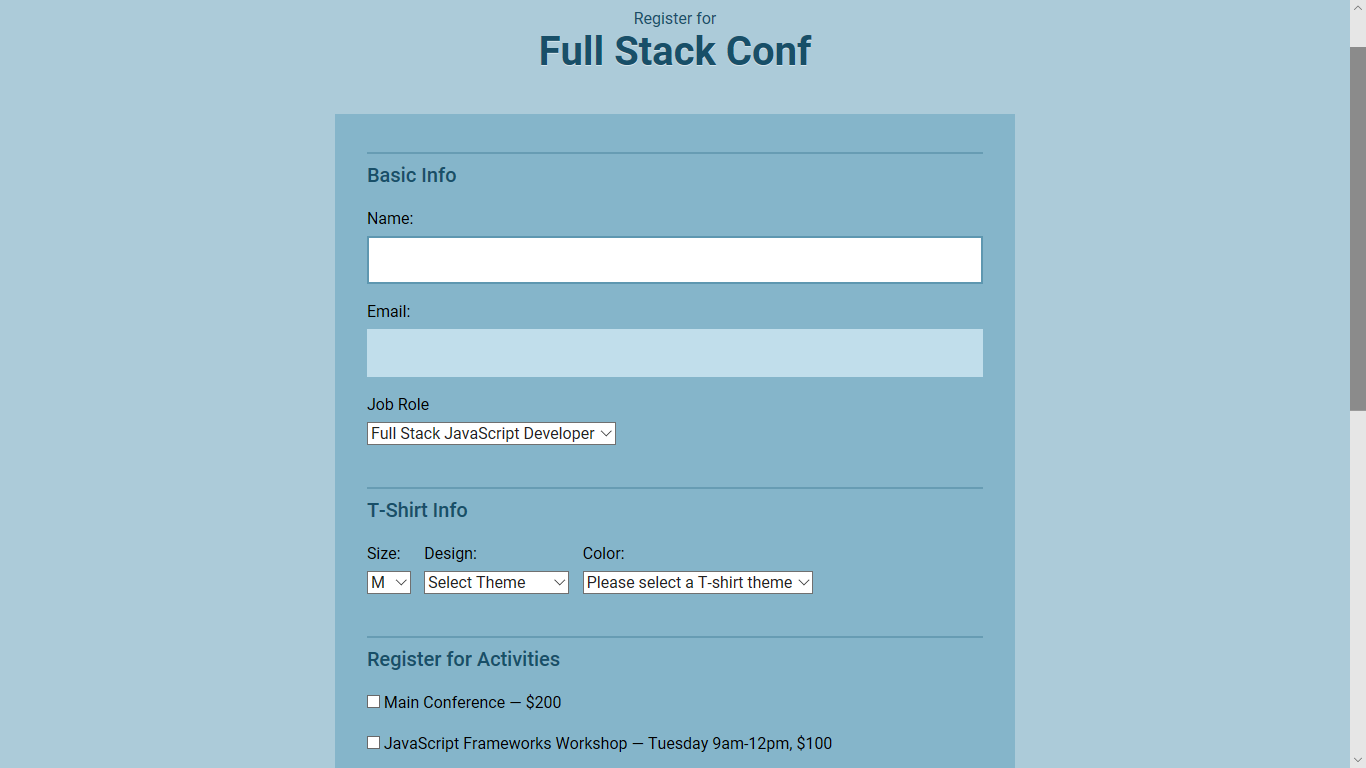 Register for
Full Stack Conf
Basic Info
Name:
Email:
Job Role
Full Stack JavaScript Developer
T-Shirt Info
Size: Design: Color:
M Select Theme Please select a T-shirt theme
Register for Activities
Main Conference — $200
JavaScript Frameworks Workshop — Tuesday 9am-12pm, $100